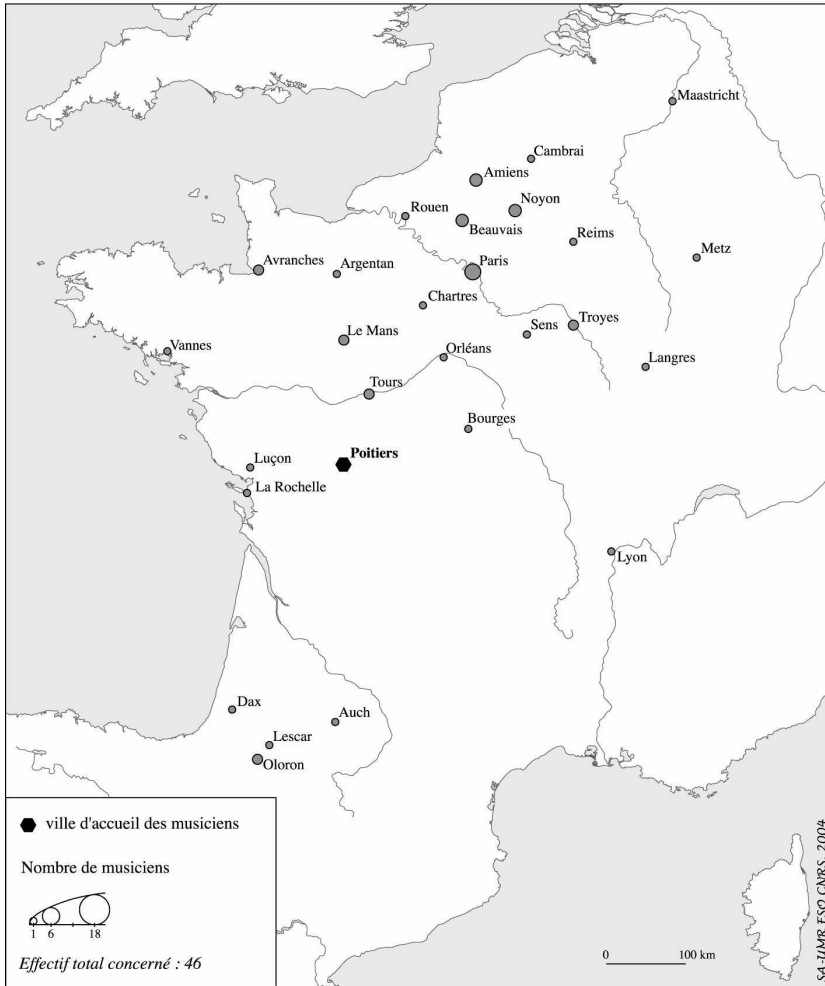 Maastricht
Cambrai
Amiens
Noyon
Rouen
Beauvais
Reims
Metz
Avranches
Argentan
Paris
Chartres
Troyes
Sens
Le Mans
Vannes
Orléans
Langres
Tours
Bourges
Poitiers
Luçon
La Rochelle
Lyon
Dax
Auch
Lescar
Oloron
ville d'accueil des musiciens
Nombre de musiciens
1 6 18
Effectif total concerné : 46
0 100 km
SA-UMR ESO CNRS, 2004